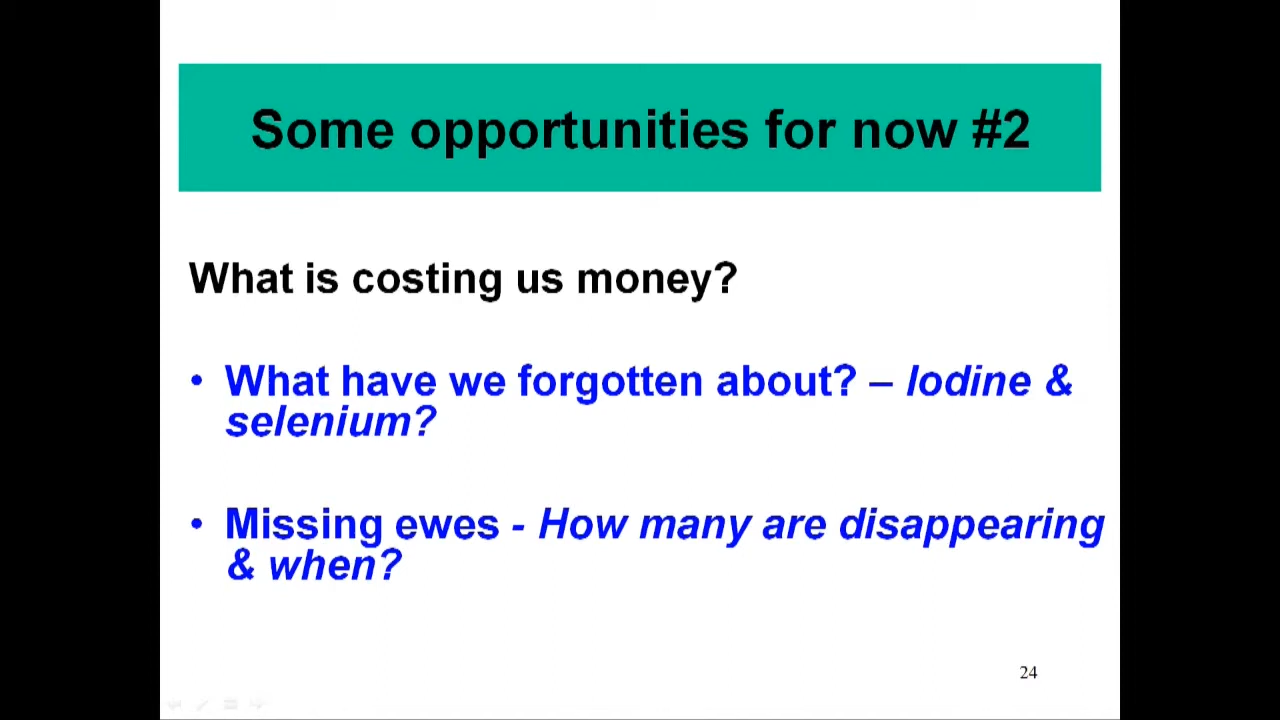 Some opportunities for now #2
What is costing us money?
• What have we forgotten about? – Iodine &
selenium?
• Missing ewes - How many are disappearing
& when?
24